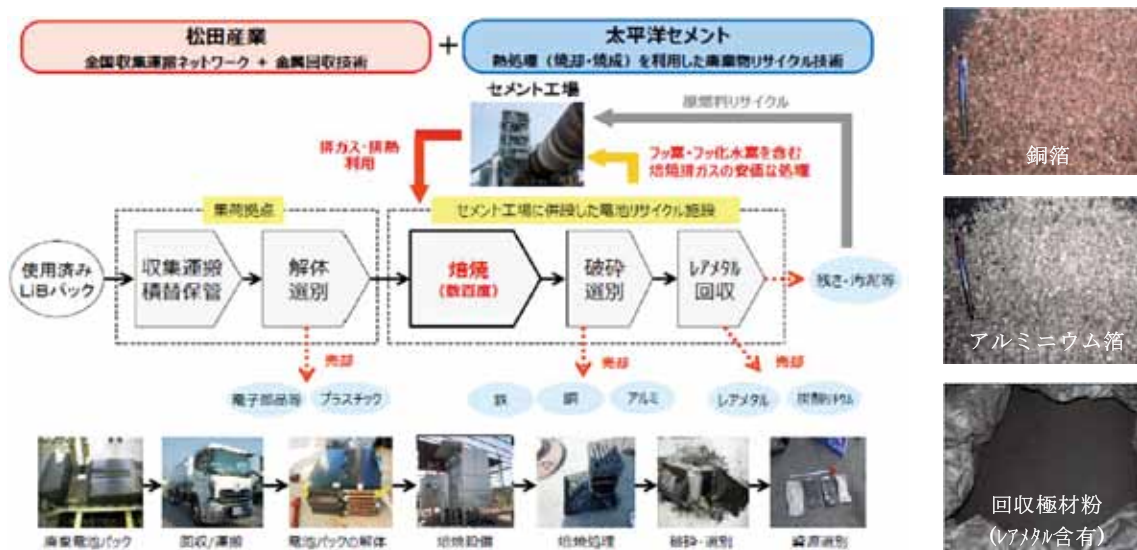 松田産業
全国収集運搬ネットワーク + 金属回収技術
+
太平洋セメント
熱処理(焼却・焼成)を利用した廃棄物リサイクル技術
セメント工場
原燃料リサイクル
排ガス・排熱
利用
フッ素・フッ化水素を含む
焙焼排ガスの安価な処理
集荷拠点
セメント工場に併設した電池リサイクル施設
使用済み
LIBパック
収集運搬
積替保管
解体
選別
焙焼
(数百度)
破砕
選別
レアメタル
回収
残さ・汚泥等
売却
売却
売却
電子部品等
プラスチック
鉄
銅
アルミ
レアメタル
炭酸リチウム
廃棄電池パック
回収/運搬
電池パックの解体
焙焼設備
焙焼処理
破砕・選別
資源選別
銅箔
アルミニウム箔
回収極材粉
(レアメタル含有)